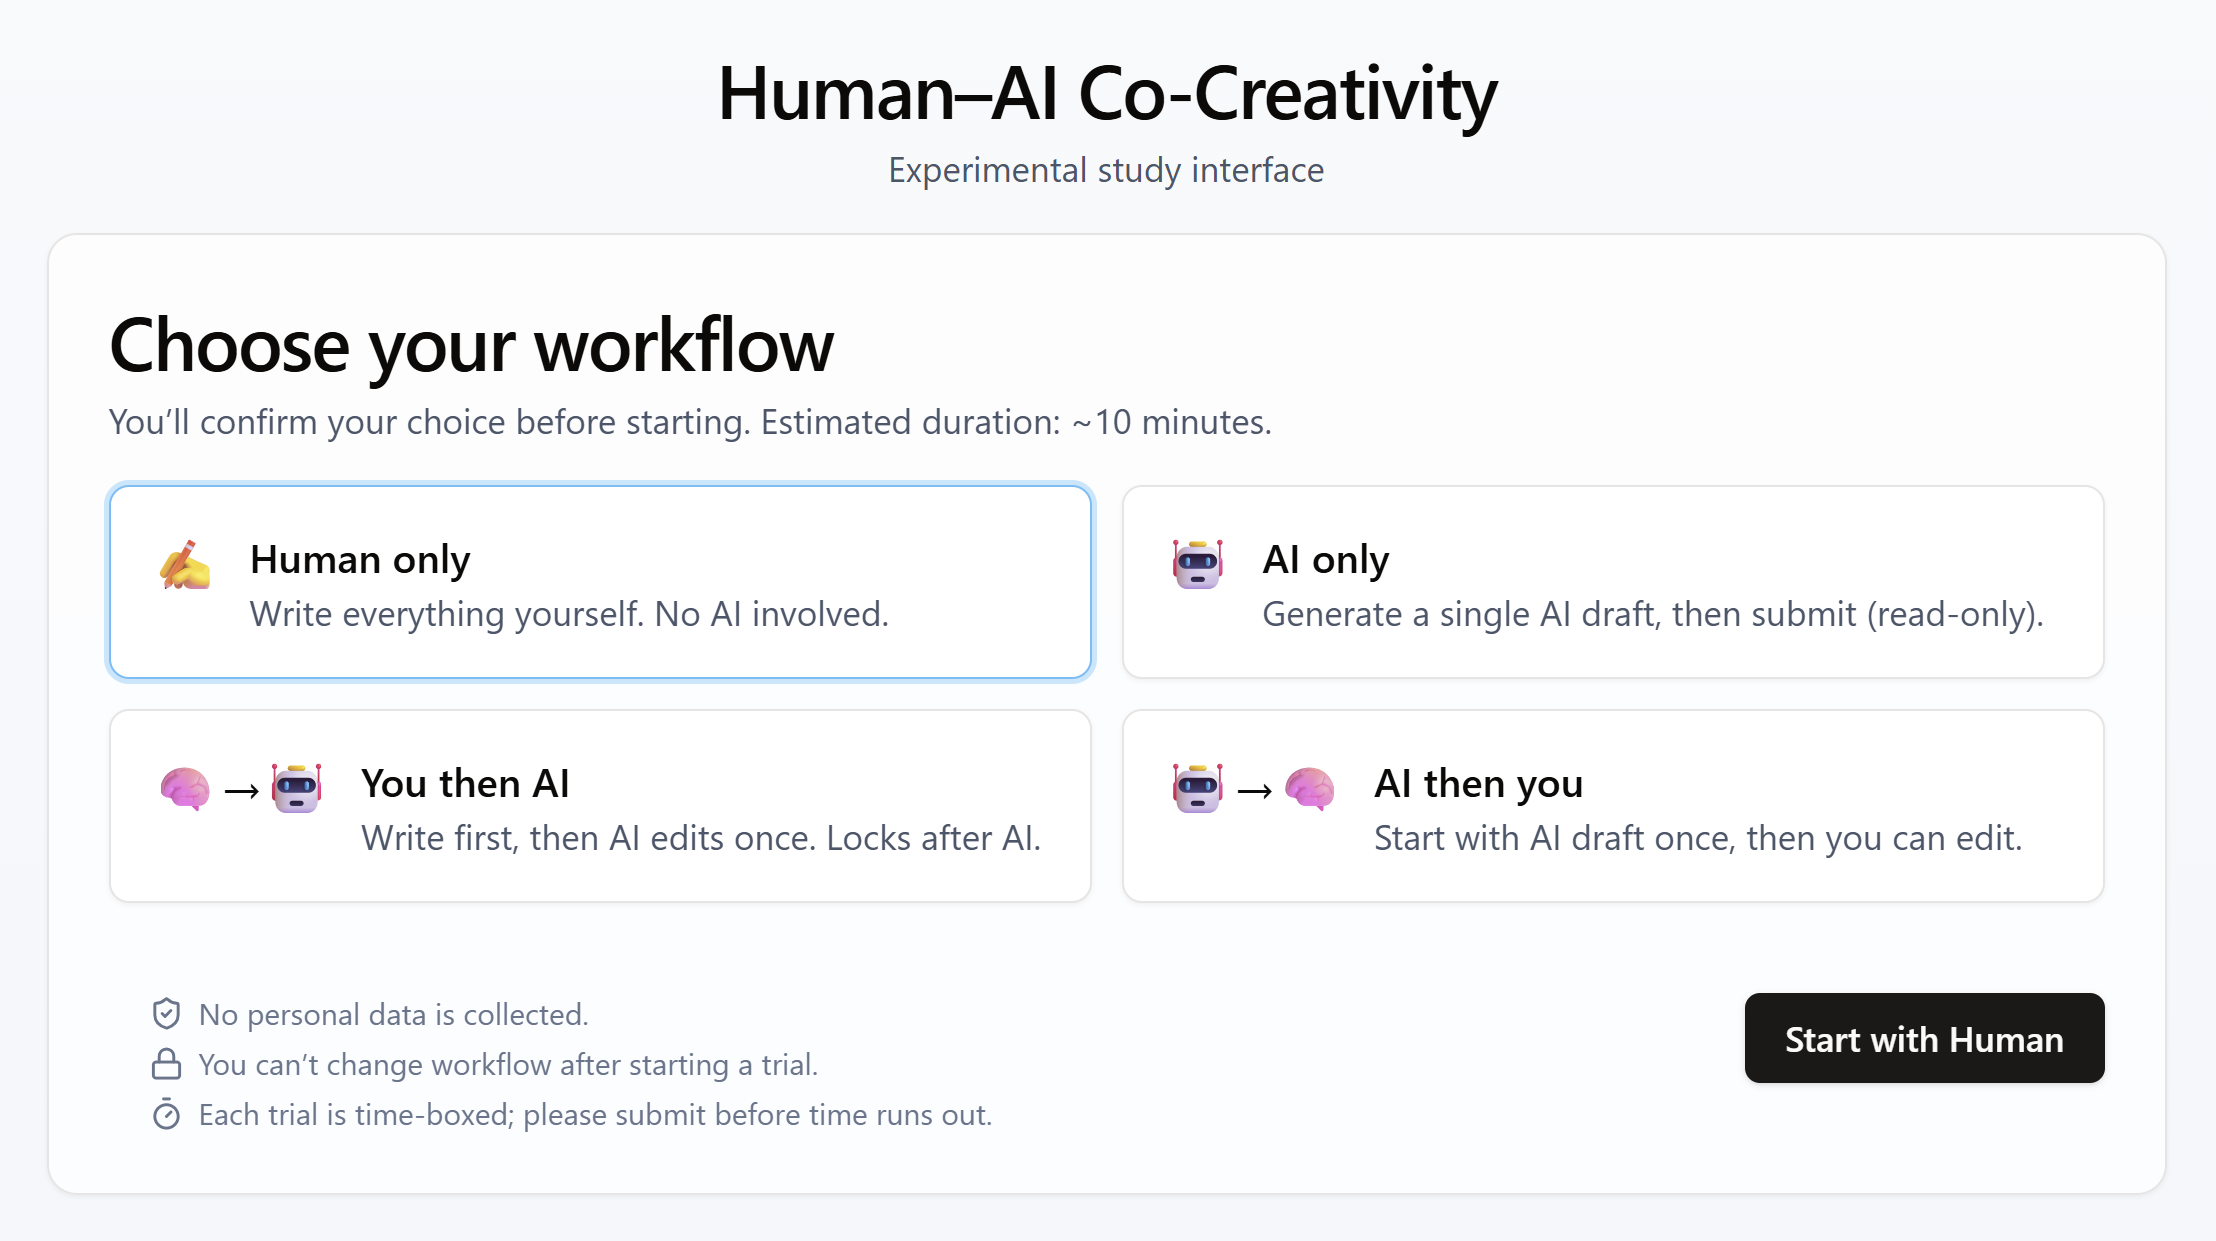 Human–AI Co-Creativity
Experimental study interface
Choose your workflow
You’ll confirm your choice before starting. Estimated duration: ~10 minutes.
Human only
Write everything yourself. No AI involved.
AI only
Generate a single AI draft, then submit (read-only).
You then AI
Write first, then AI edits once. Locks after AI.
AI then you
Start with AI draft once, then you can edit.
No personal data is collected.
You can’t change workflow after starting a trial.
Each trial is time-boxed; please submit before time runs out.
Start with Human